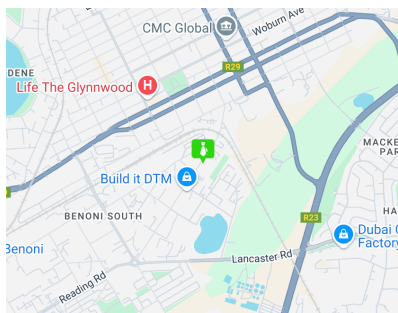 CMC Global
Woburn Ave
DENE
R29
Life The Glynnwood
H
MACKE
PAR
Build it DTM
BENONI SOUTH
R23
HA
Dubai C
Factory
Benoni
Lancaster Rd
Reading Rd